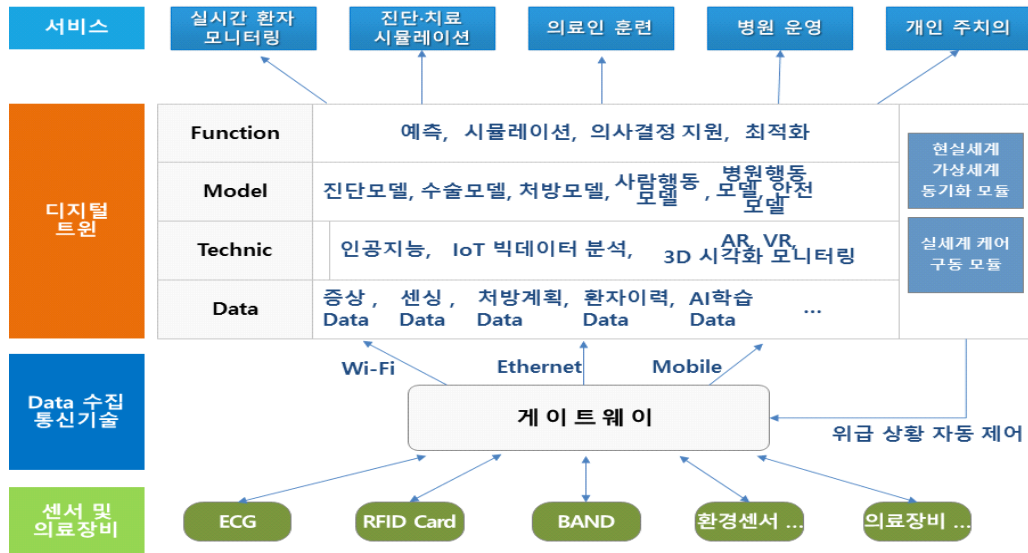 서비스
실시간 환자
모니터링
진단·치료
시뮬레이션
의료인 훈련
병원 운영
개인 주치의
디지털
트윈
Function
예측, 시뮬레이션, 의사결정 지원, 최적화
Model
진단모델, 수술모델, 처방모델, 사람행동
모델
, 병원행동
모델, 안전
모델
Technic
인공지능, IoT 빅데이터 분석, AR, VR,
3D 시각화 모니터링
Data
증상 , 센싱 , 처방계획, 환자이력, AI학습
Data Data Data Data Data
...
현실세계
가상세계
동기화 모듈
실세계 케어
구동 모듈
Data 수집
통신기술
Wi-Fi
Ethernet
Mobile
게이트웨이
위급 상황 자동 제어
센서 및
의료장비
ECG
RFID Card
BAND
환경센서 ...
의료장비 ...